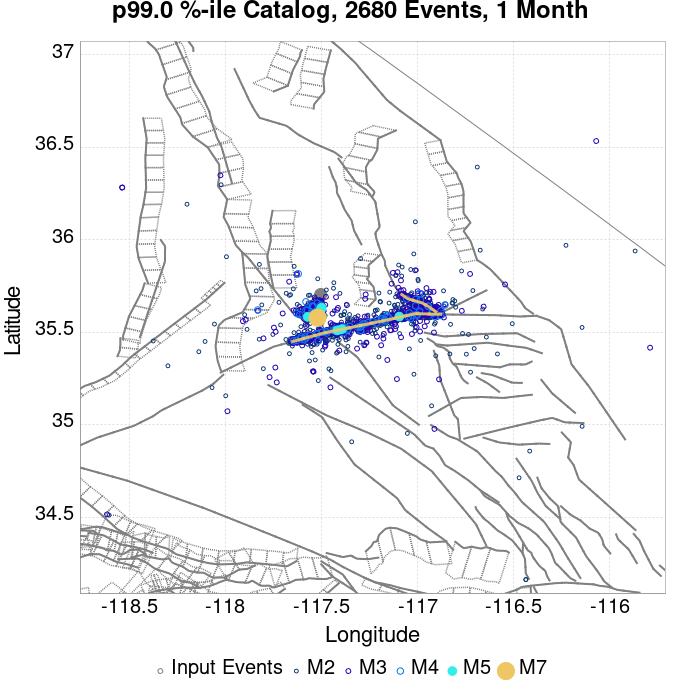 p99.0 %-ile Catalog, 2680 Events, 1 Month
37
36.5
36
35.5
35
34.5
Latitude
-118.5
-118
-117.5
-117
-116.5
-116
Longitude
Input Events
M2
M3
M4
M5
M7